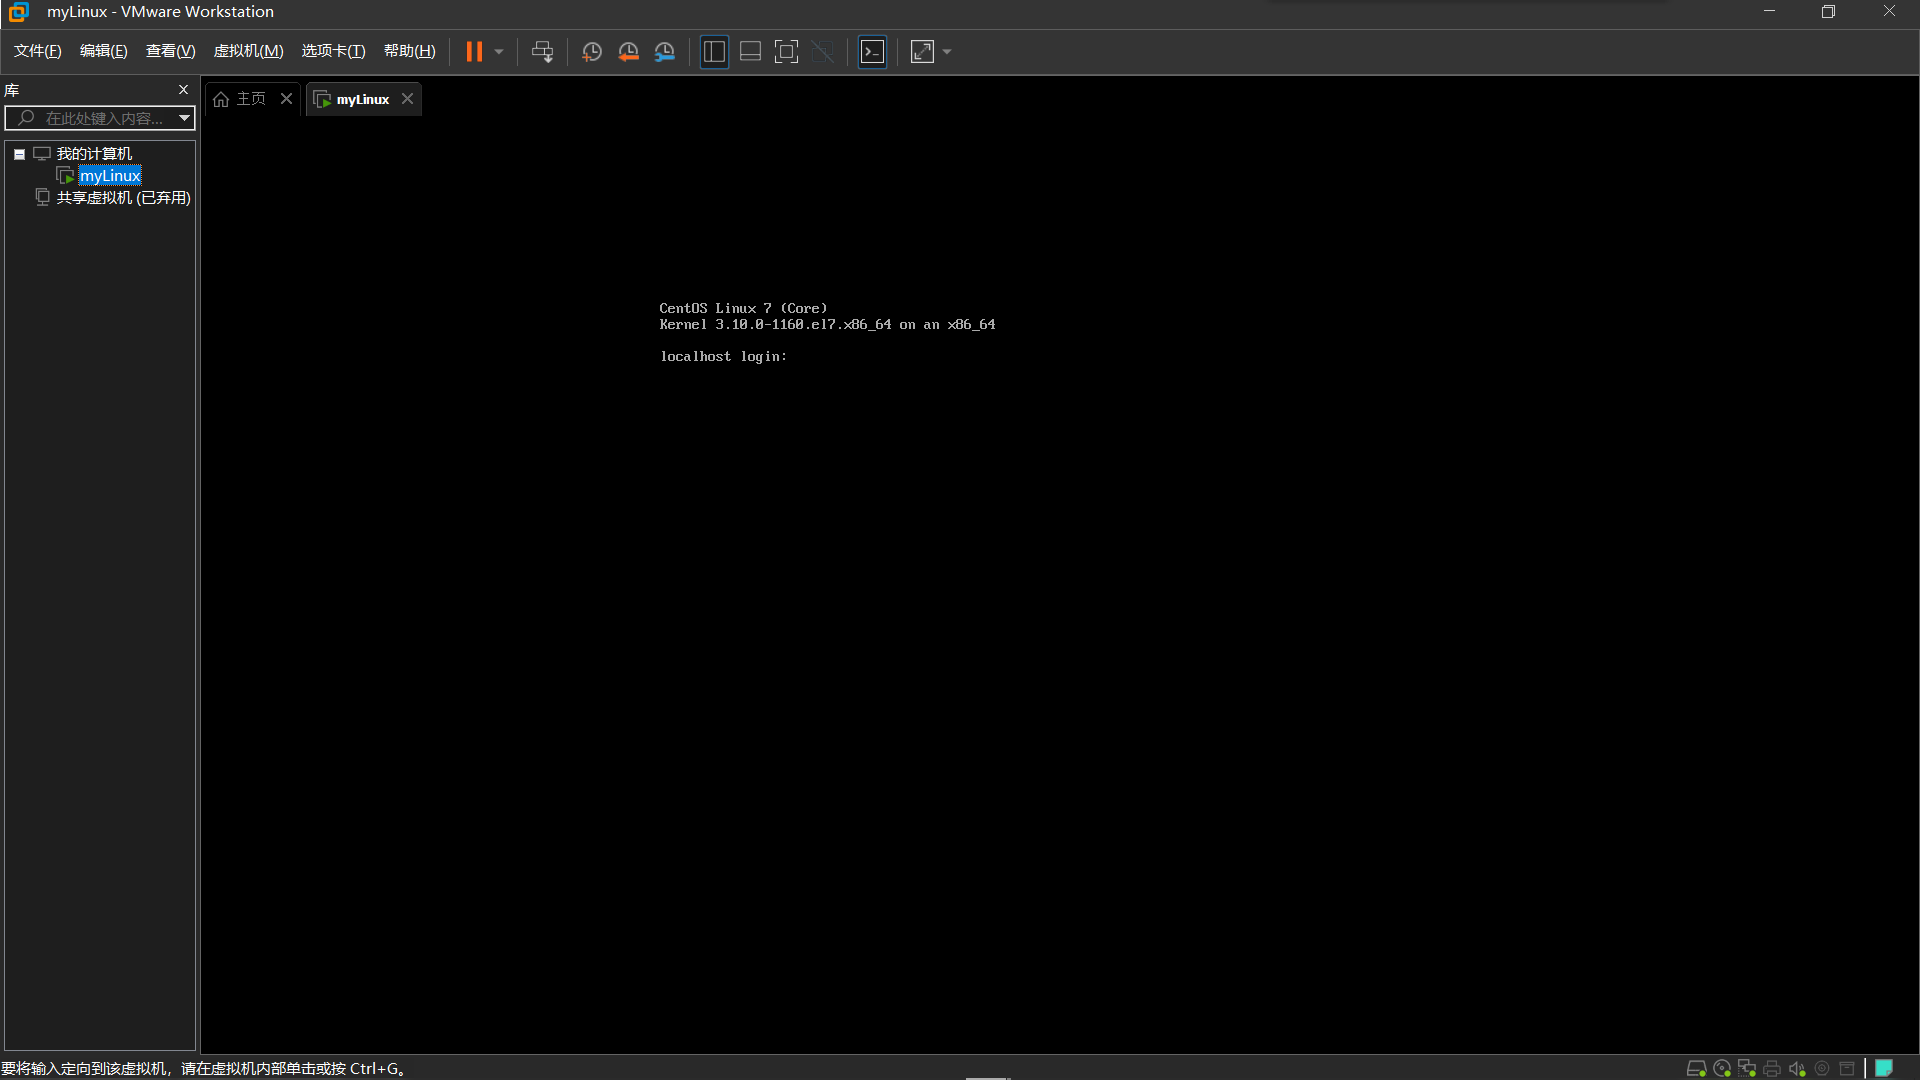 myLinux - VMware Workstation
文件(F) 编辑(E) 查看(V) 虚拟机(M) 选项卡(T) 帮助(H)
库
在此处键入内容...
我的计算机
myLinux
共享虚拟机 (已弃用)
主页
myLinux
CentOS Linux 7 (Core)
Kernel 3.10.0-1160.el7.x86_64 on an x86_64
localhost login:
要将输入定向到该虚拟机，请在虚拟机内部单击或按 Ctrl+G。